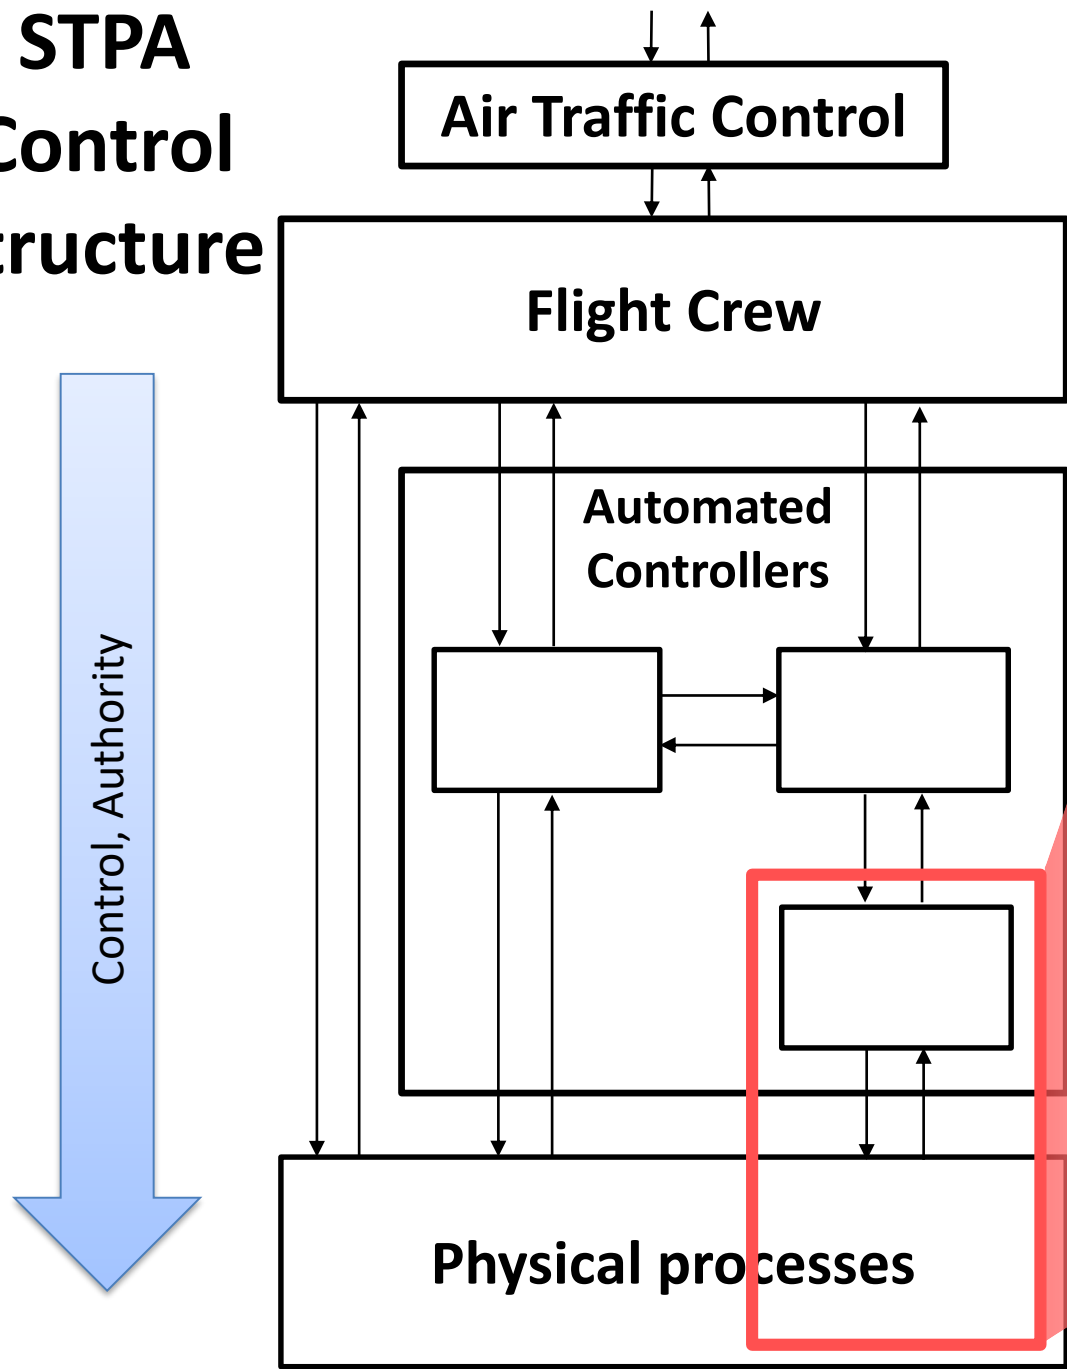 STPA
Control
tructure
Air Traffic Control
Flight Crew
Automated
Controllers
Control, Authority
Physical processes